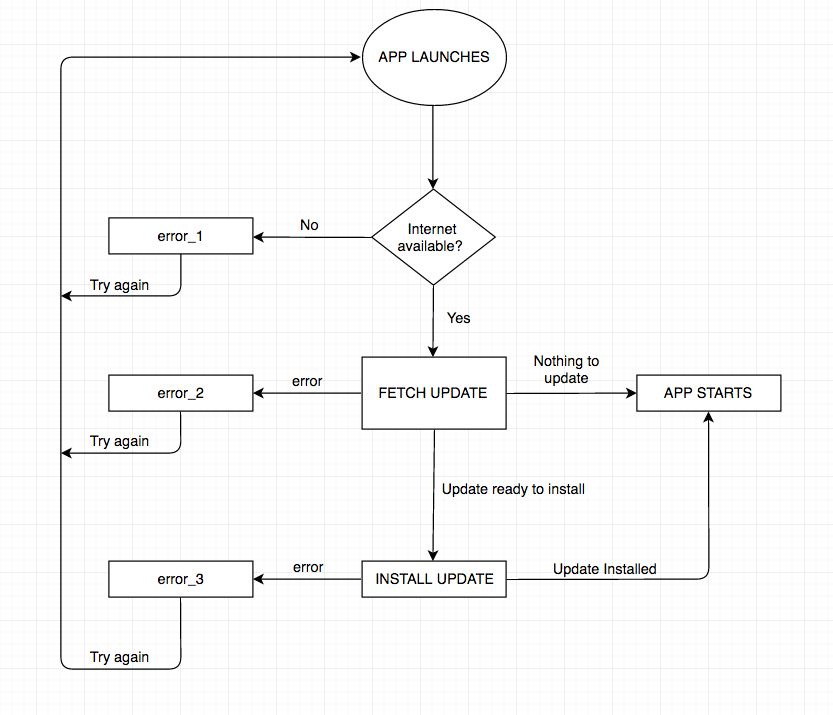 APP LAUNCHES
Internet
available?
No
error_1
Try again
Yes
Nothing to
update
error
error_2
FETCH UPDATE
APP STARTS
Try again
Update ready to install
error
error_3
INSTALL UPDATE
Update Installed
Try again